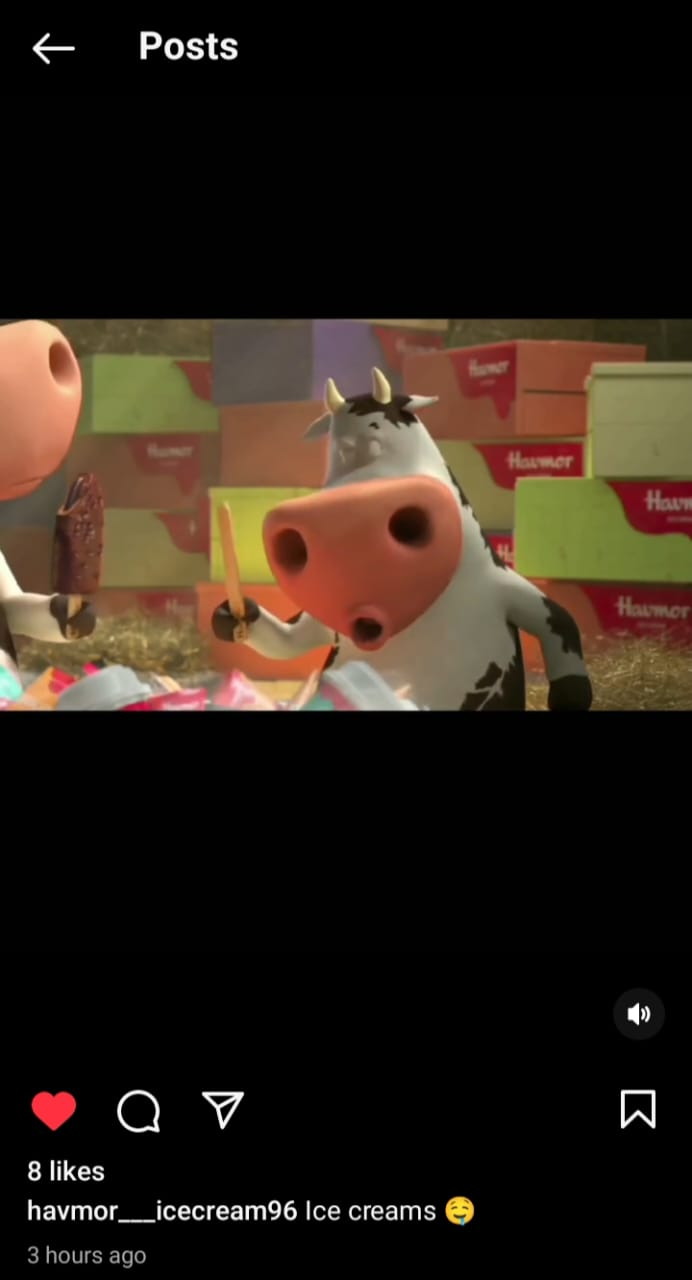 Posts
Havmor
Havmor
Havmor
Havmor
Havmor
8 likes
havmor___icecream96 Ice creams 🤤
3 hours ago